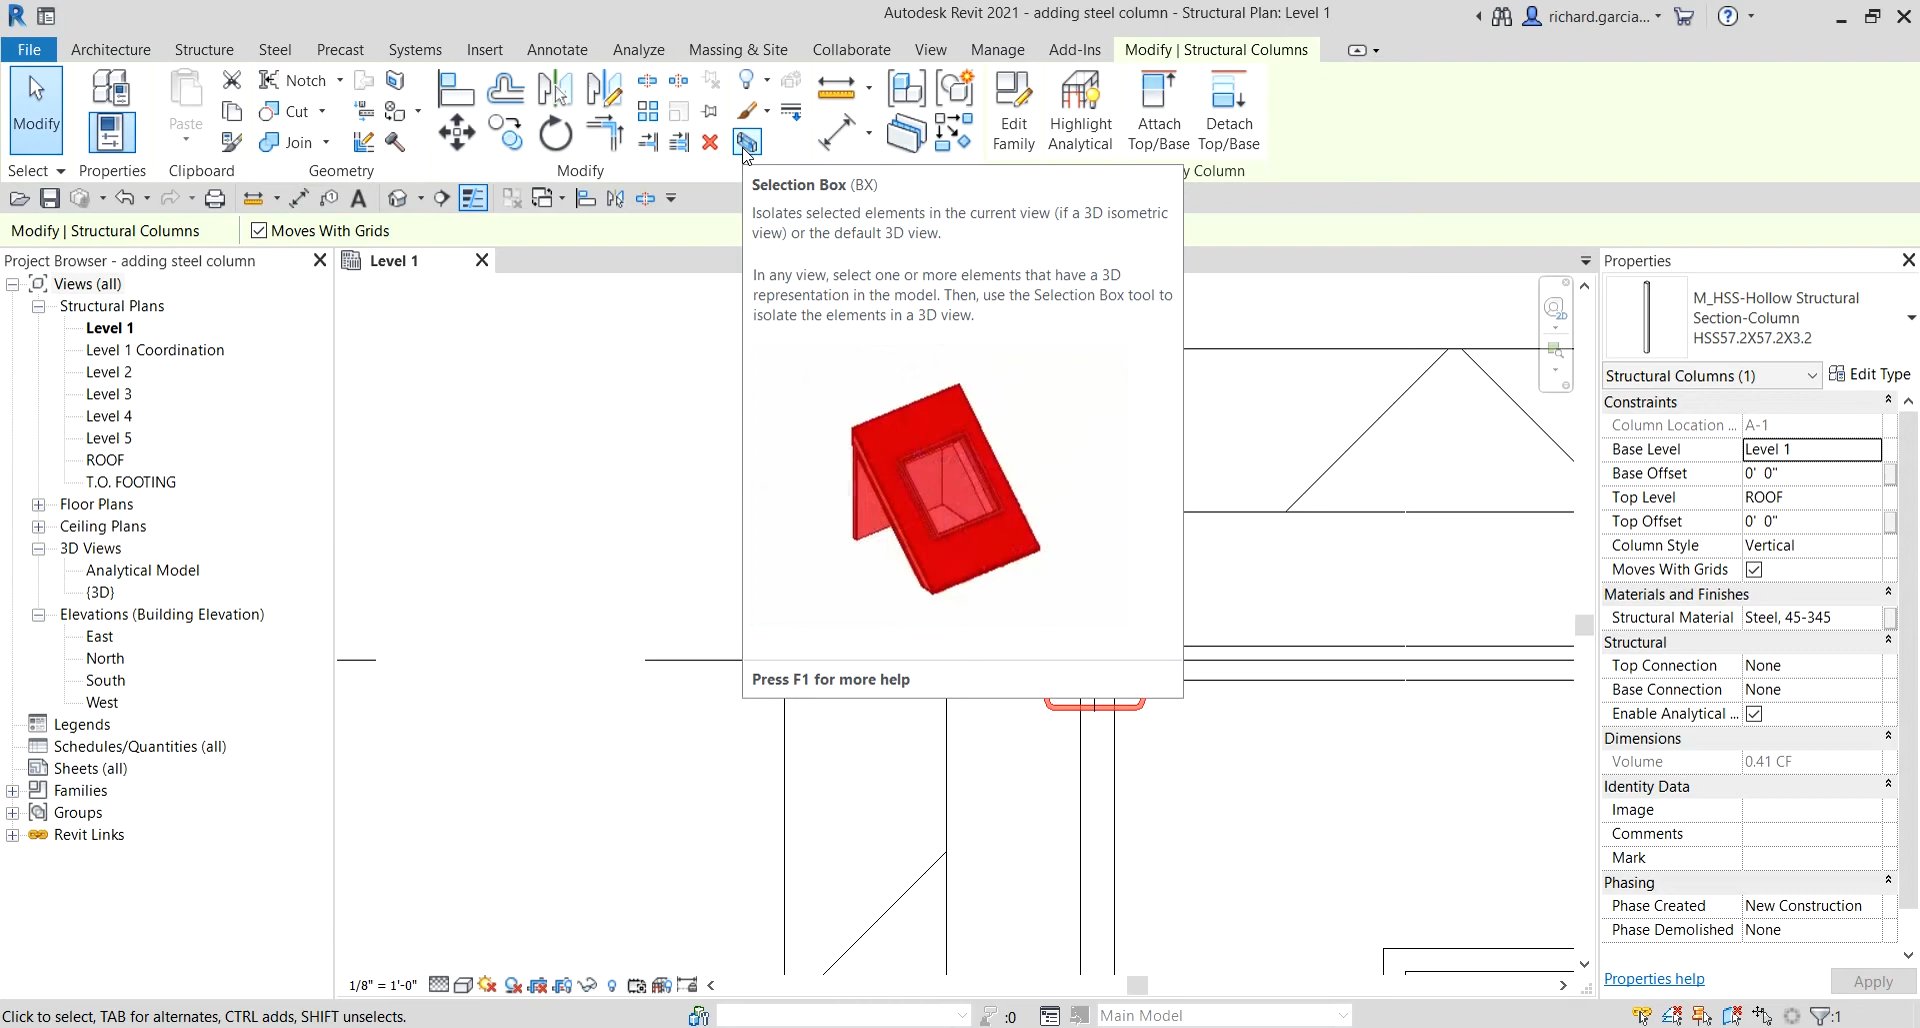 Autodesk Revit 2021 - adding steel column - Structural Plan: Level 1
richard.garcia...
File Architecture Structure Steel Precast Systems Insert Annotate Analyze Massing & Site Collaborate View Manage Add-Ins Modify | Structural Columns
Modify
Paste
Notch
Cut
Join
Edit
Family
Highlight
Analytical
Attach
Top/Base
Detach
Top/Base
Select Properties Clipboard Geometry Modify y Column
Modify | Structural Columns
Moves With Grids
Selection Box (BX)
Isolates selected elements in the current view (if a 3D isometric
view) or the default 3D view.
In any view, select one or more elements that have a 3D
representation in the model. Then, use the Selection Box tool to
isolate the elements in a 3D view.
Press F1 for more help
Project Browser - adding steel column
Views (all)
Structural Plans
Level 1
Level 1 Coordination
Level 2
Level 3
Level 4
Level 5
ROOF
T.O. FOOTING
Floor Plans
Ceiling Plans
3D Views
Analytical Model
{3D}
Elevations (Building Elevation)
East
North
South
West
Legends
Schedules/Quantities (all)
Sheets (all)
Families
Groups
Revit Links
Level 1
2D
Properties
M_HSS-Hollow Structural
Section-Column
HSS57.2X57.2X3.2
Structural Columns (1) Edit Type
Constraints
Column Location ... A-1
Base Level Level 1
Base Offset 0' 0"
Top Level ROOF
Top Offset 0' 0"
Column Style Vertical
Moves With Grids
Materials and Finishes
Structural Material Steel, 45-345
Structural
Top Connection None
Base Connection None
Enable Analytical ...
Dimensions
Volume 0.41 CF
Identity Data
Image
Comments
Mark
Phasing
Phase Created New Construction
Phase Demolished None
Properties help Apply
1/8" = 1'-0"
Click to select, TAB for alternates, CTRL adds, SHIFT unselects.
:0
Main Model
:1